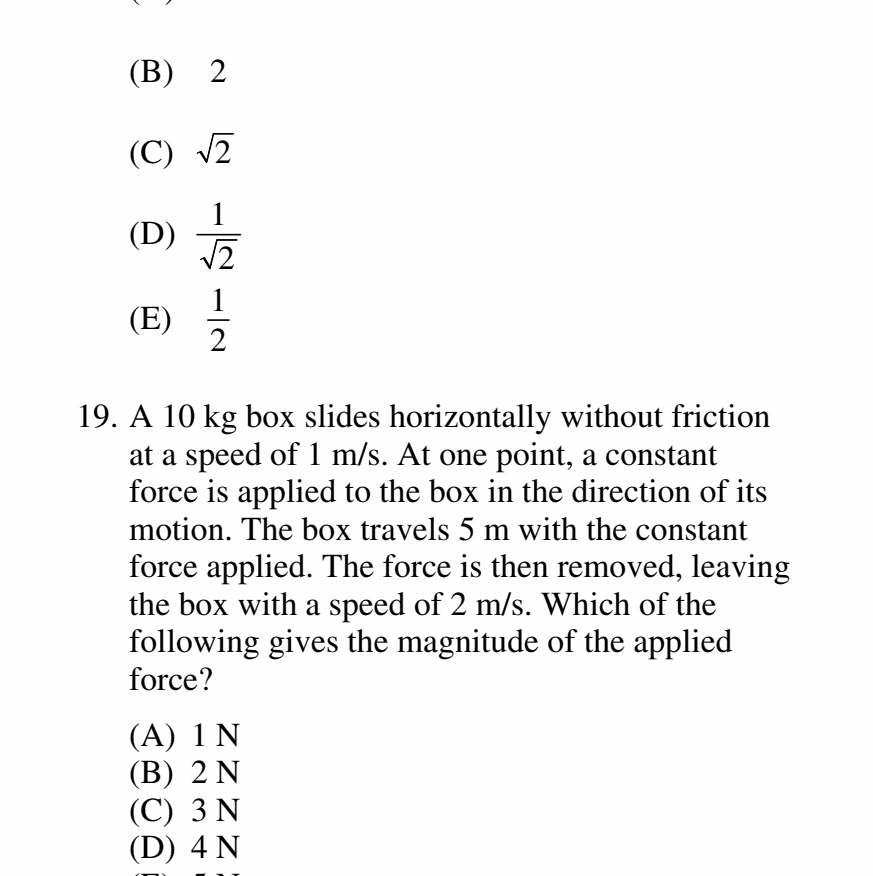 (B) 2
(C) √2
(D) 1/√2
(E) 1/2
19. A 10 kg box slides horizontally without friction
at a speed of 1 m/s. At one point, a constant
force is applied to the box in the direction of its
motion. The box travels 5 m with the constant
force applied. The force is then removed, leaving
the box with a speed of 2 m/s. Which of the
following gives the magnitude of the applied
force?
(A) 1 N
(B) 2 N
(C) 3 N
(D) 4 N